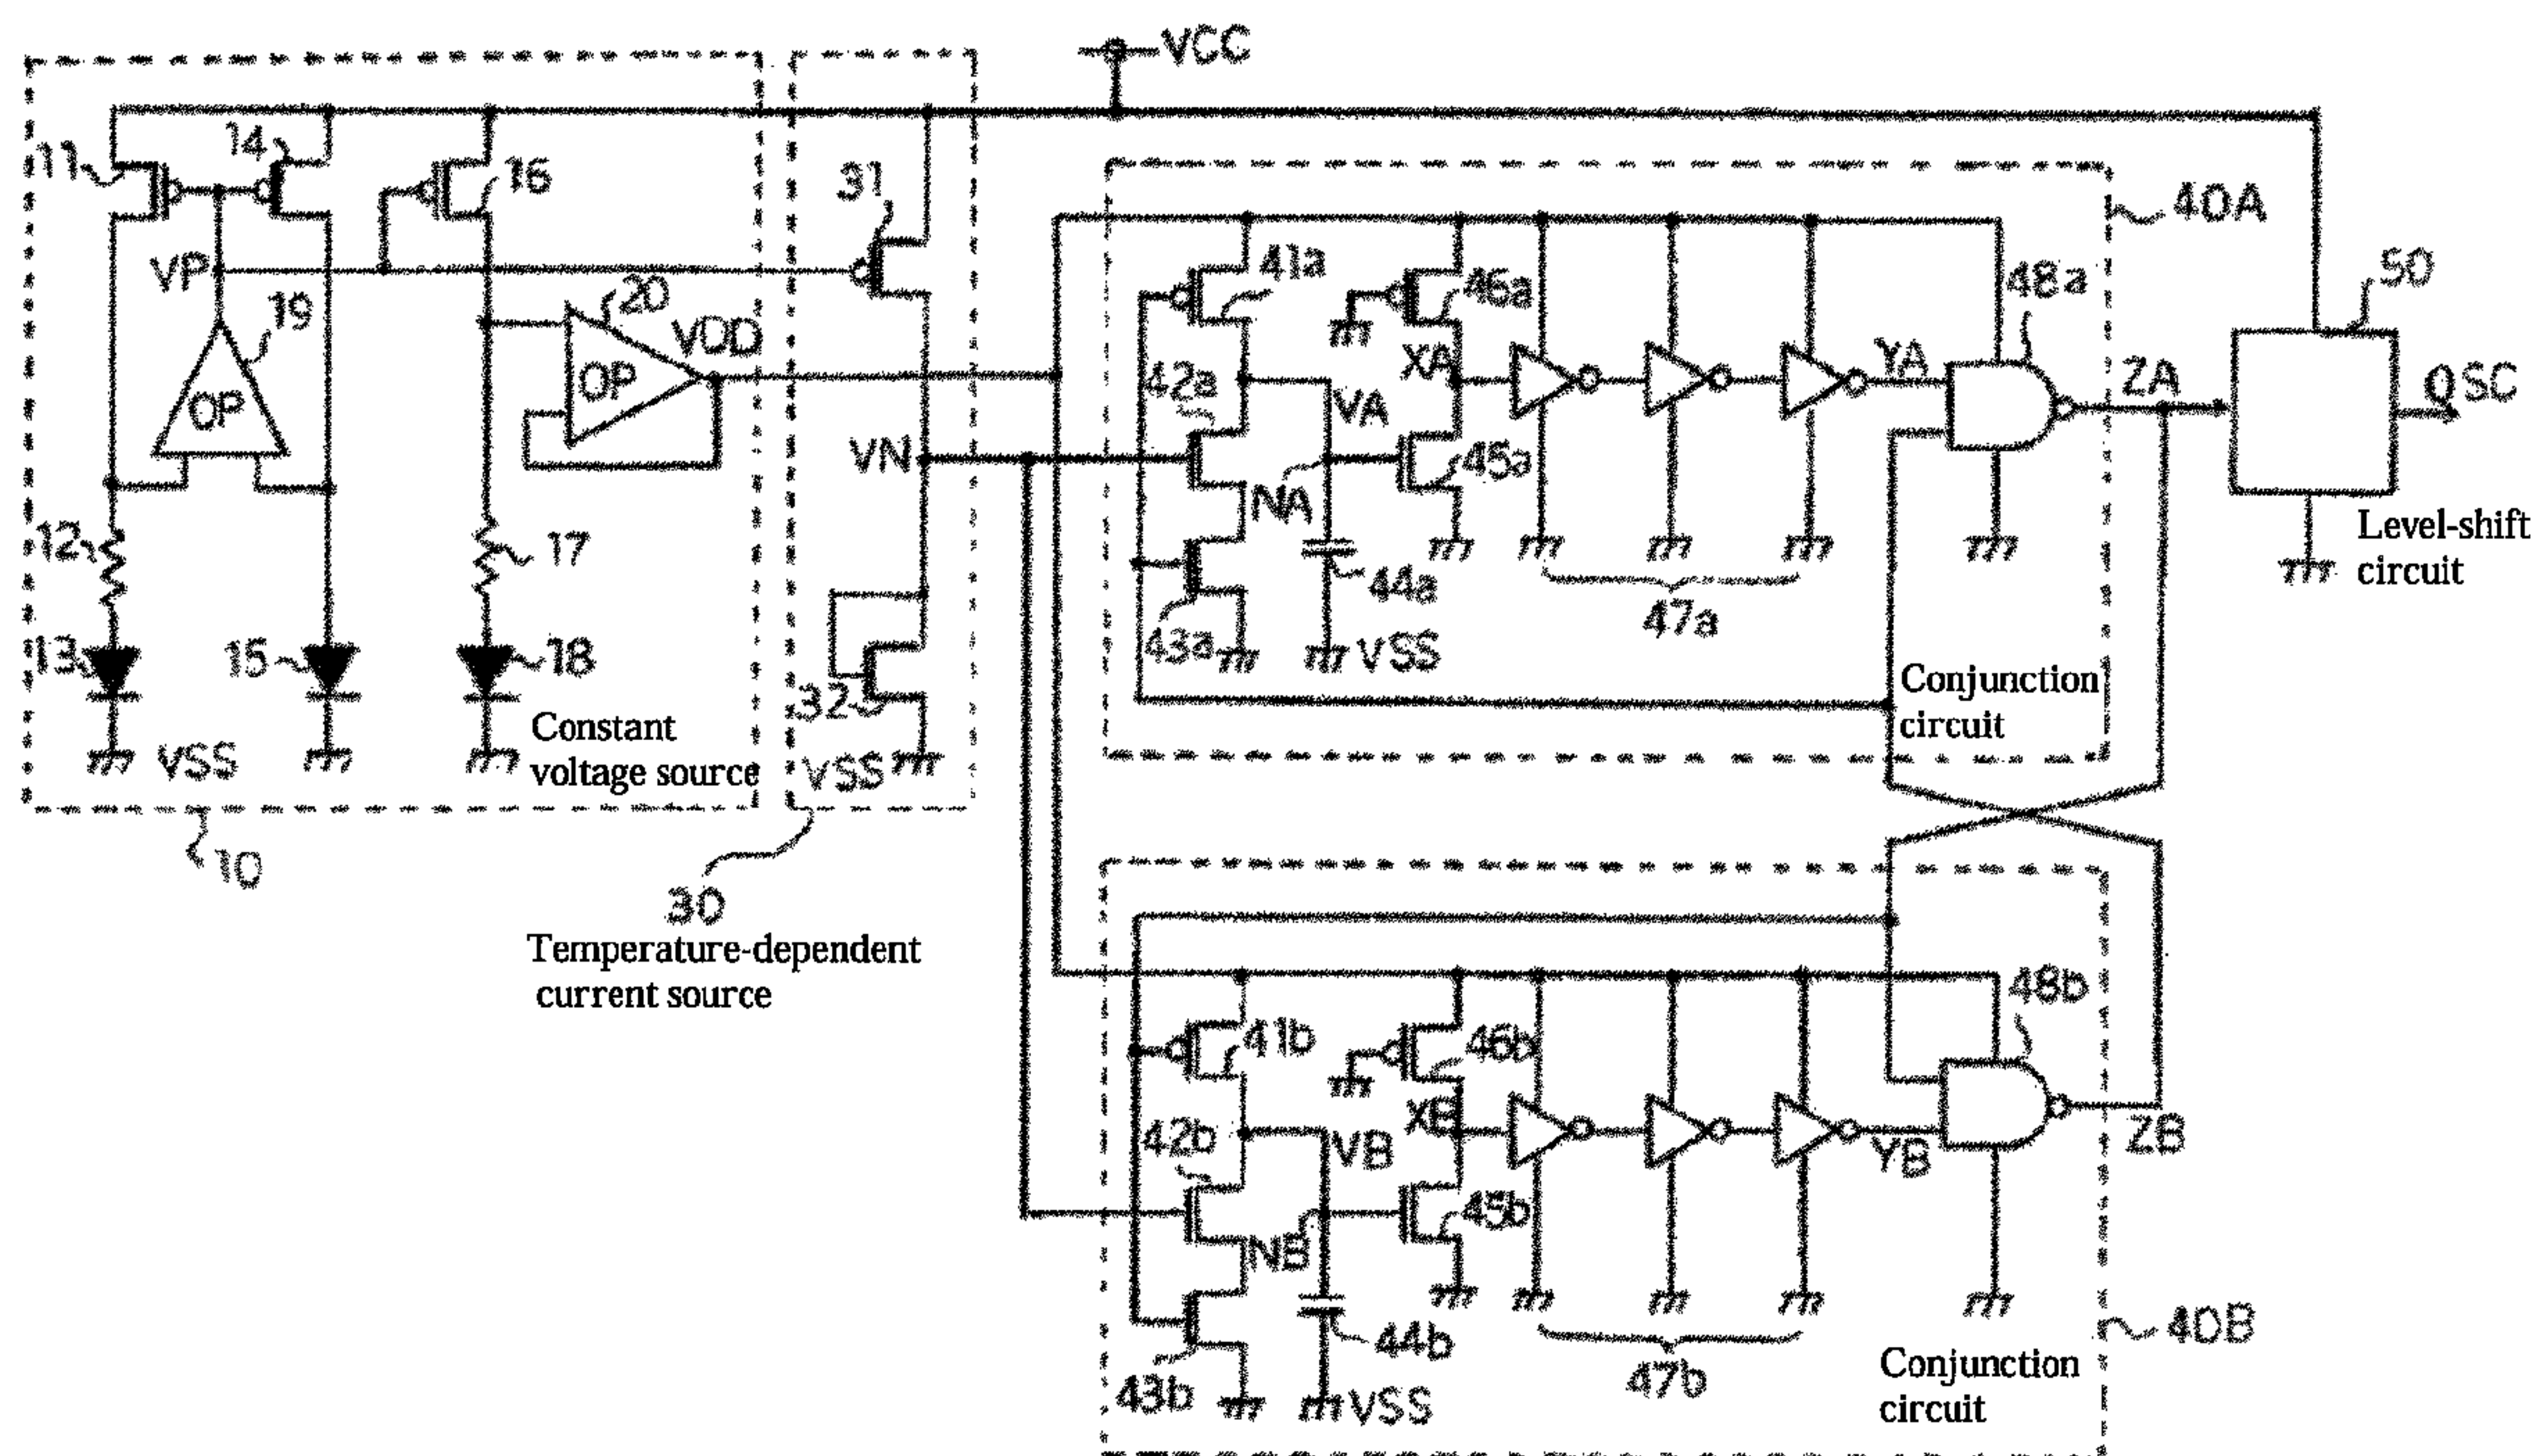 VCC
11
14
16
31
40A
50
VP
19
20
VDD
OP
OP
41a
46a
48a
42a
XA
VA
YA
ZA
QSC
VN
NA
45a
Level-shift
circuit
12
17
44a
47a
43a
VSS
13
15
18
32
Conjunction
circuit
VSS
Constant
voltage source
VSS
10
30
Temperature-dependent
current source
48b
41b
46b
42b
XB
VB
YB
ZB
NB
45b
44b
47b
40B
43b
VSS
Conjunction
circuit